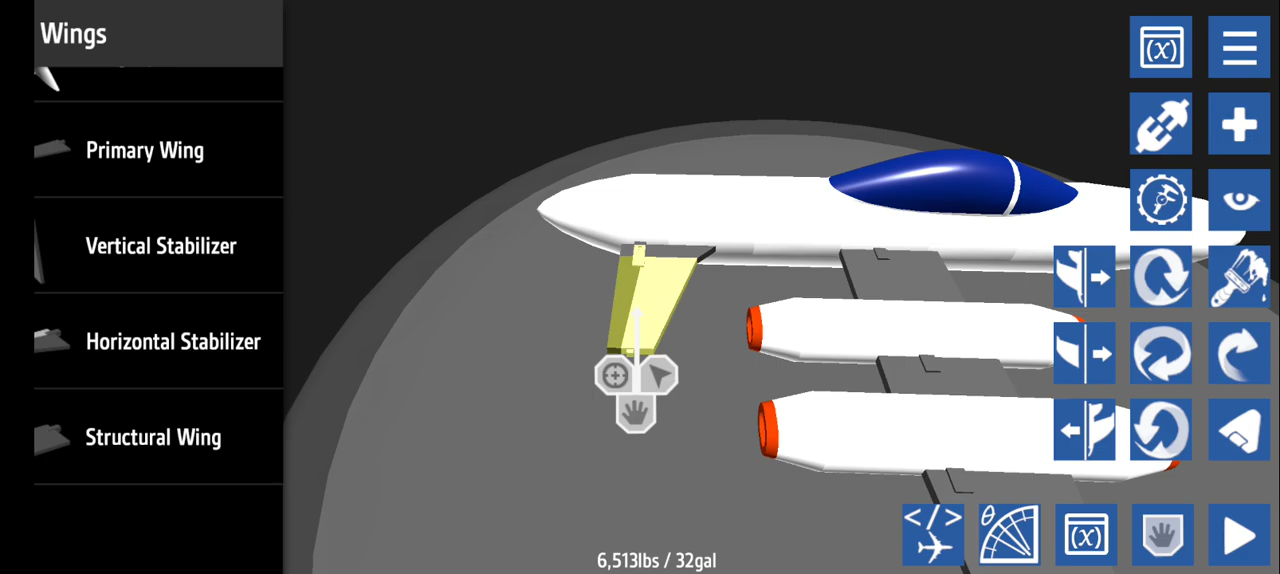 Wings
Primary Wing
Vertical Stabilizer
Horizontal Stabilizer
Structural Wing
(x)
</>
θ
(x)
6,513lbs / 32gal